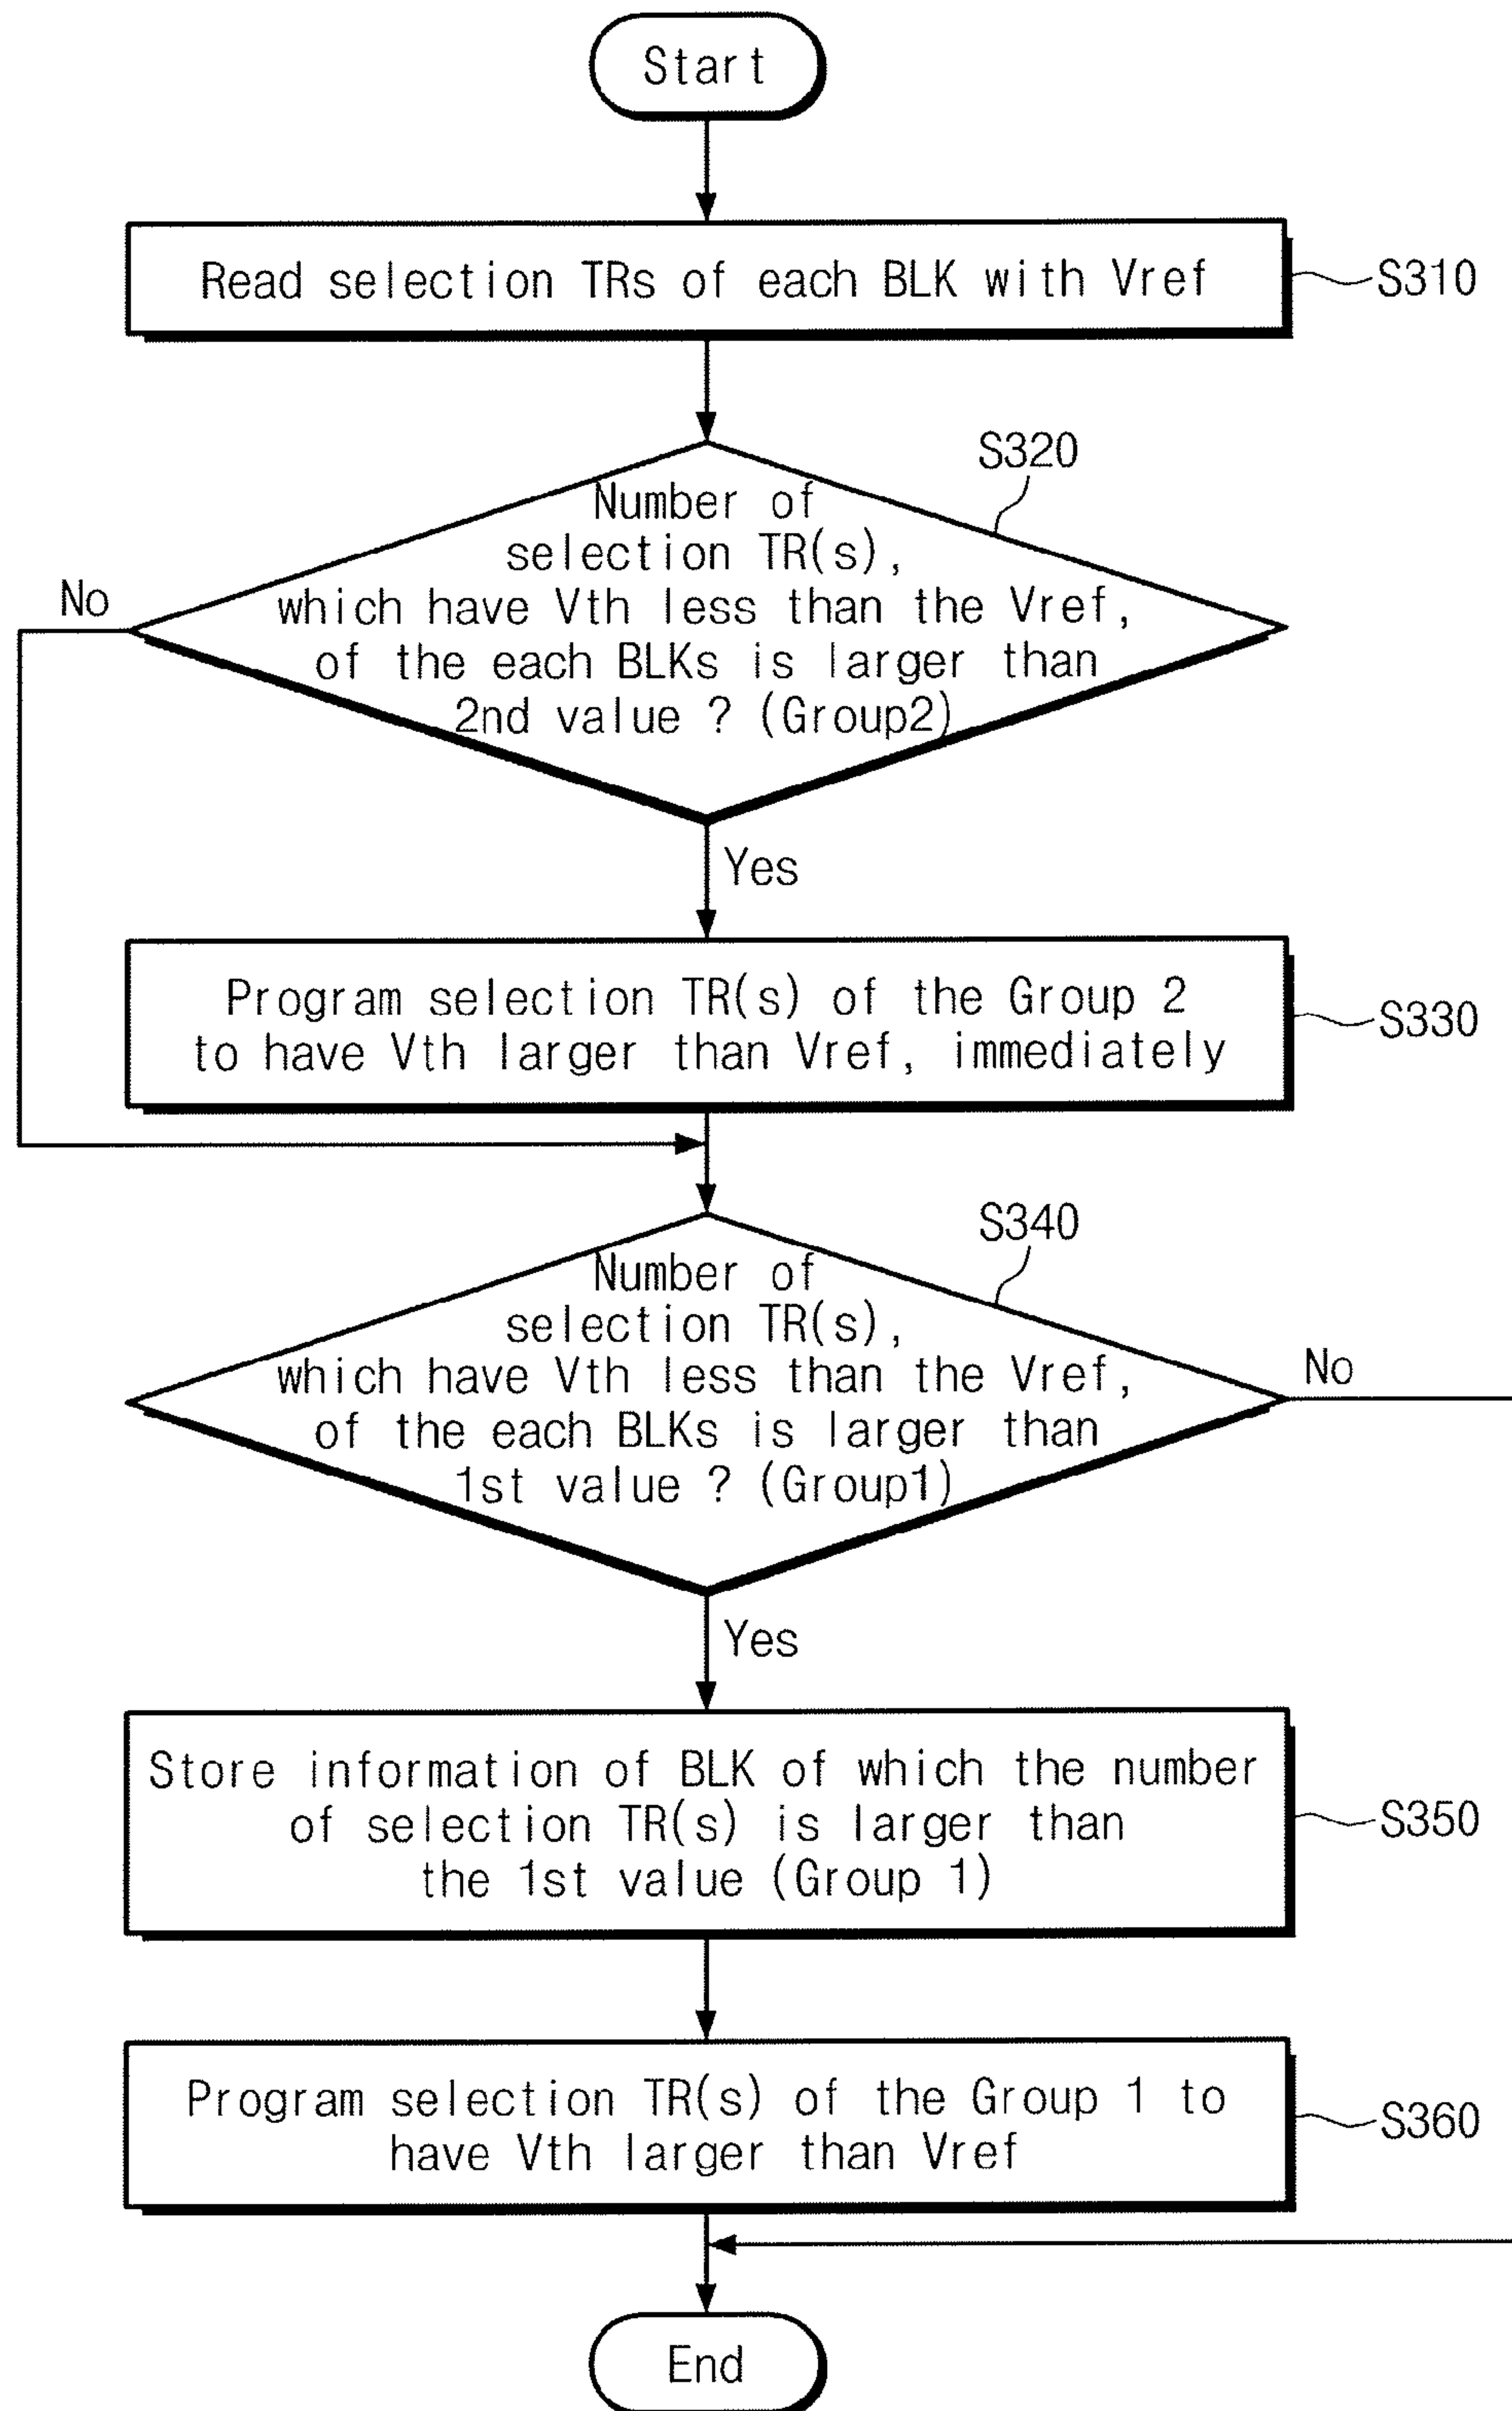 Start
Read selection TRs of each BLK with Vref
S310
S320
Number of
selection TR(s),
which have Vth less than the Vref,
of the each BLKs is larger than
2nd value ? (Group2)
No
Yes
Program selection TR(s) of the Group 2
to have Vth larger than Vref, immediately
S330
S340
Number of
selection TR(s),
which have Vth less than the Vref,
of the each BLKs is larger than
1st value ? (Group1)
No
Yes
Store information of BLK of which the number
of selection TR(s) is larger than
the 1st value (Group 1)
S350
Program selection TR(s) of the Group 1 to
have Vth larger than Vref
S360
End